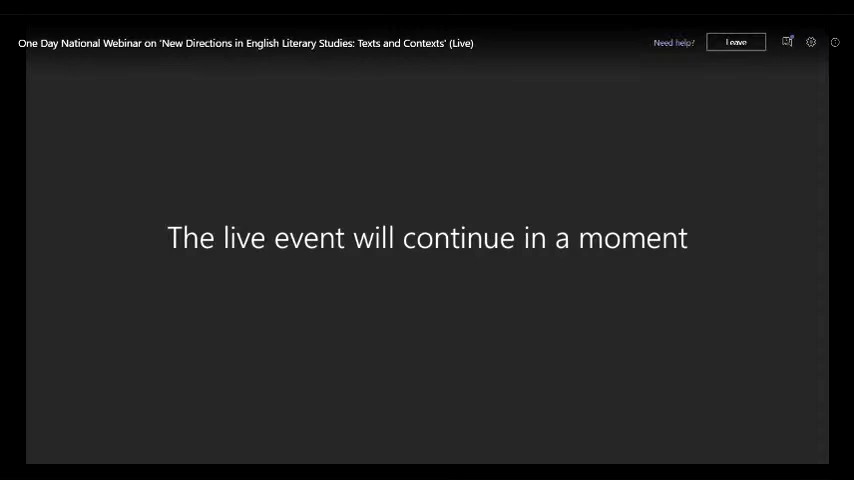 One Day National Webinar on 'New Directions in English Literary Studies: Texts and Contexts' (Live)
Need help?
Leave
The live event will continue in a moment